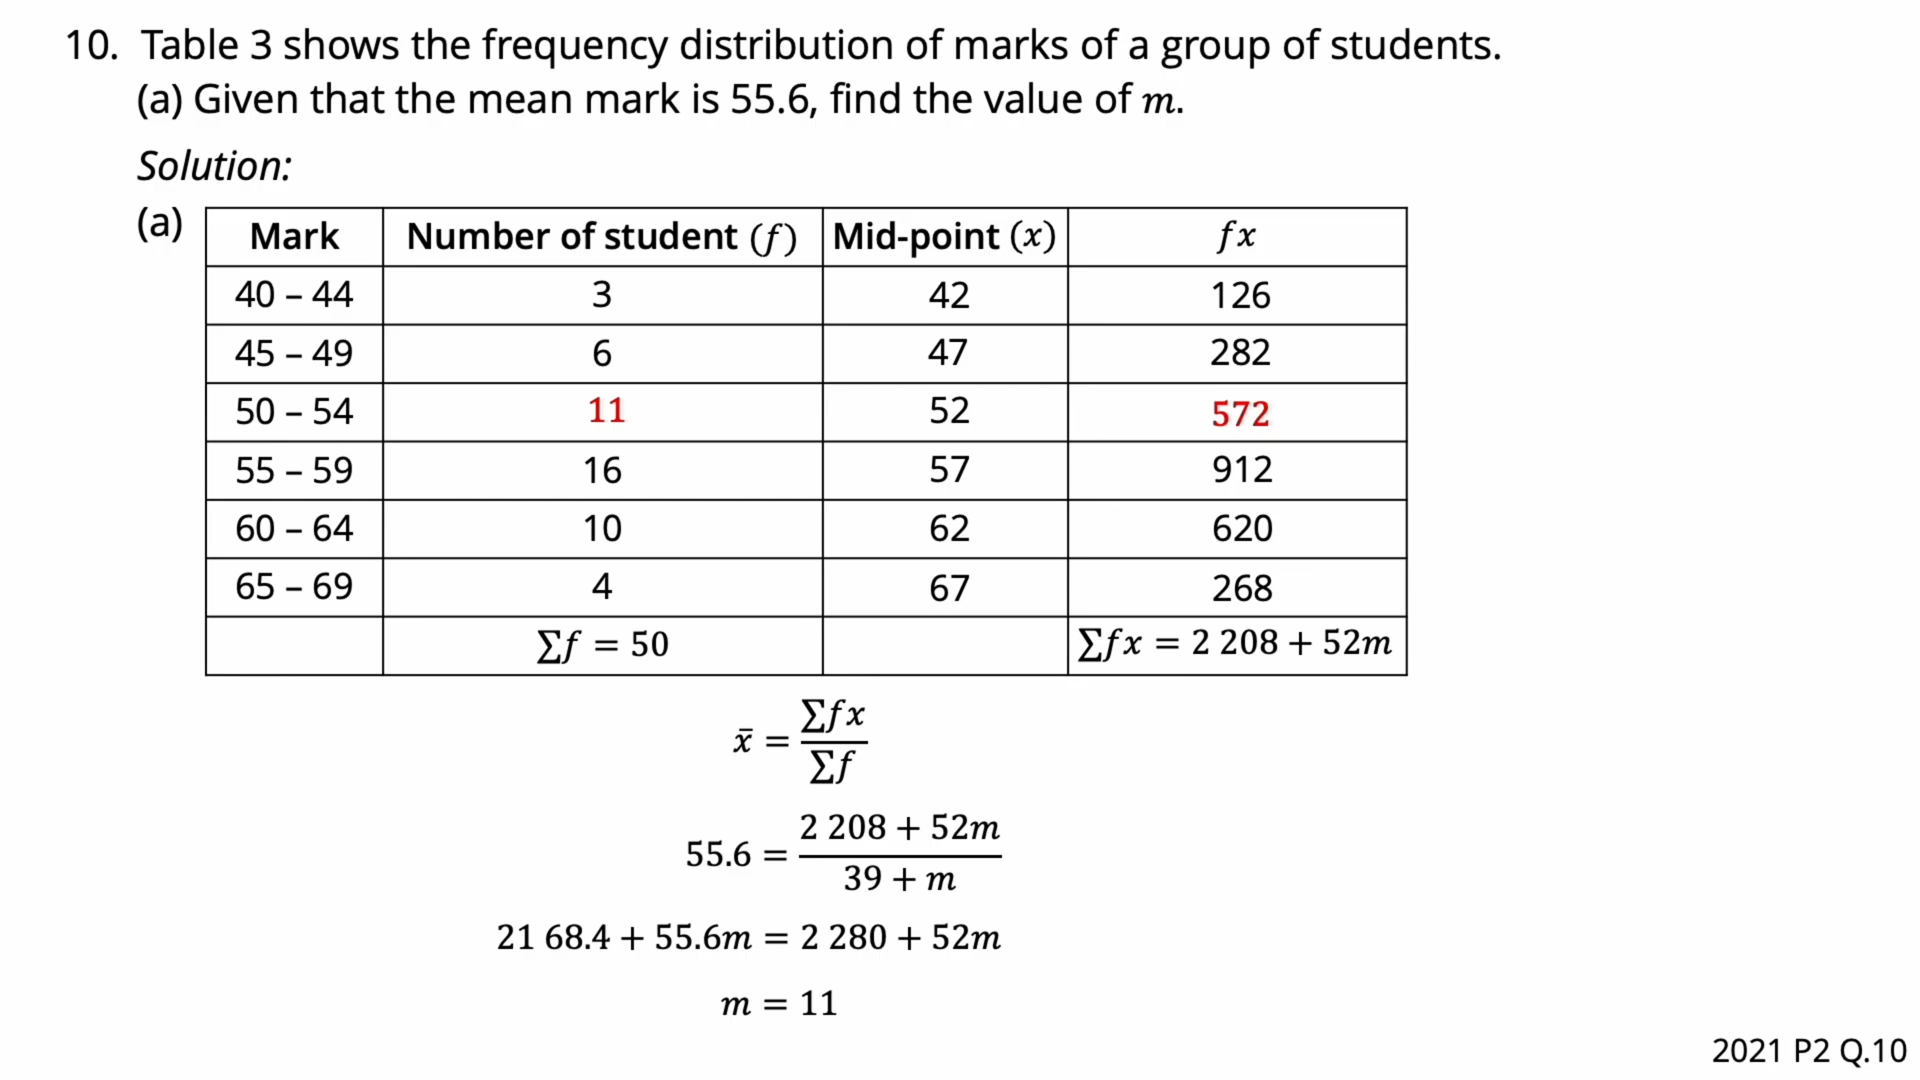 10. Table 3 shows the frequency distribution of marks of a group of students.
(a) Given that the mean mark is 55.6, find the value of m.
Solution:
(a)
Mark Number of student (f) Mid-point (x) fx
40 – 44 3 42 126
45 – 49 6 47 282
50 – 54 11 52 572
55 – 59 16 57 912
60 – 64 10 62 620
65 – 69 4 67 268
∑f = 50 ∑fx = 2 208 + 52m
x̄ = ∑fx / ∑f
55.6 = 2 208 + 52m / 39 + m
21 68.4 + 55.6m = 2 280 + 52m
m = 11
2021 P2 Q.10